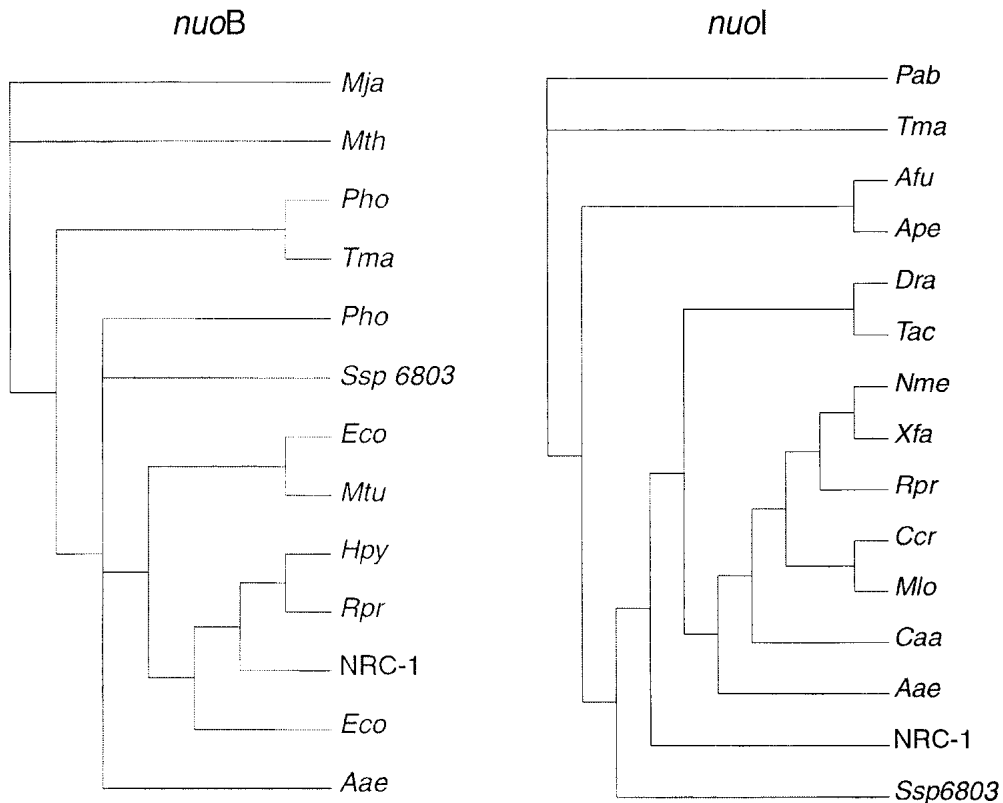 nuoB
Mja
Mth
Pho
Tma
Pho
Ssp 6803
Eco
Mtu
Hpy
Rpr
NRC-1
Eco
Aae
nuoI
Pab
Tma
Afu
Ape
Dra
Tac
Nme
Xfa
Rpr
Ccr
Mlo
Caa
Aae
NRC-1
Ssp6803